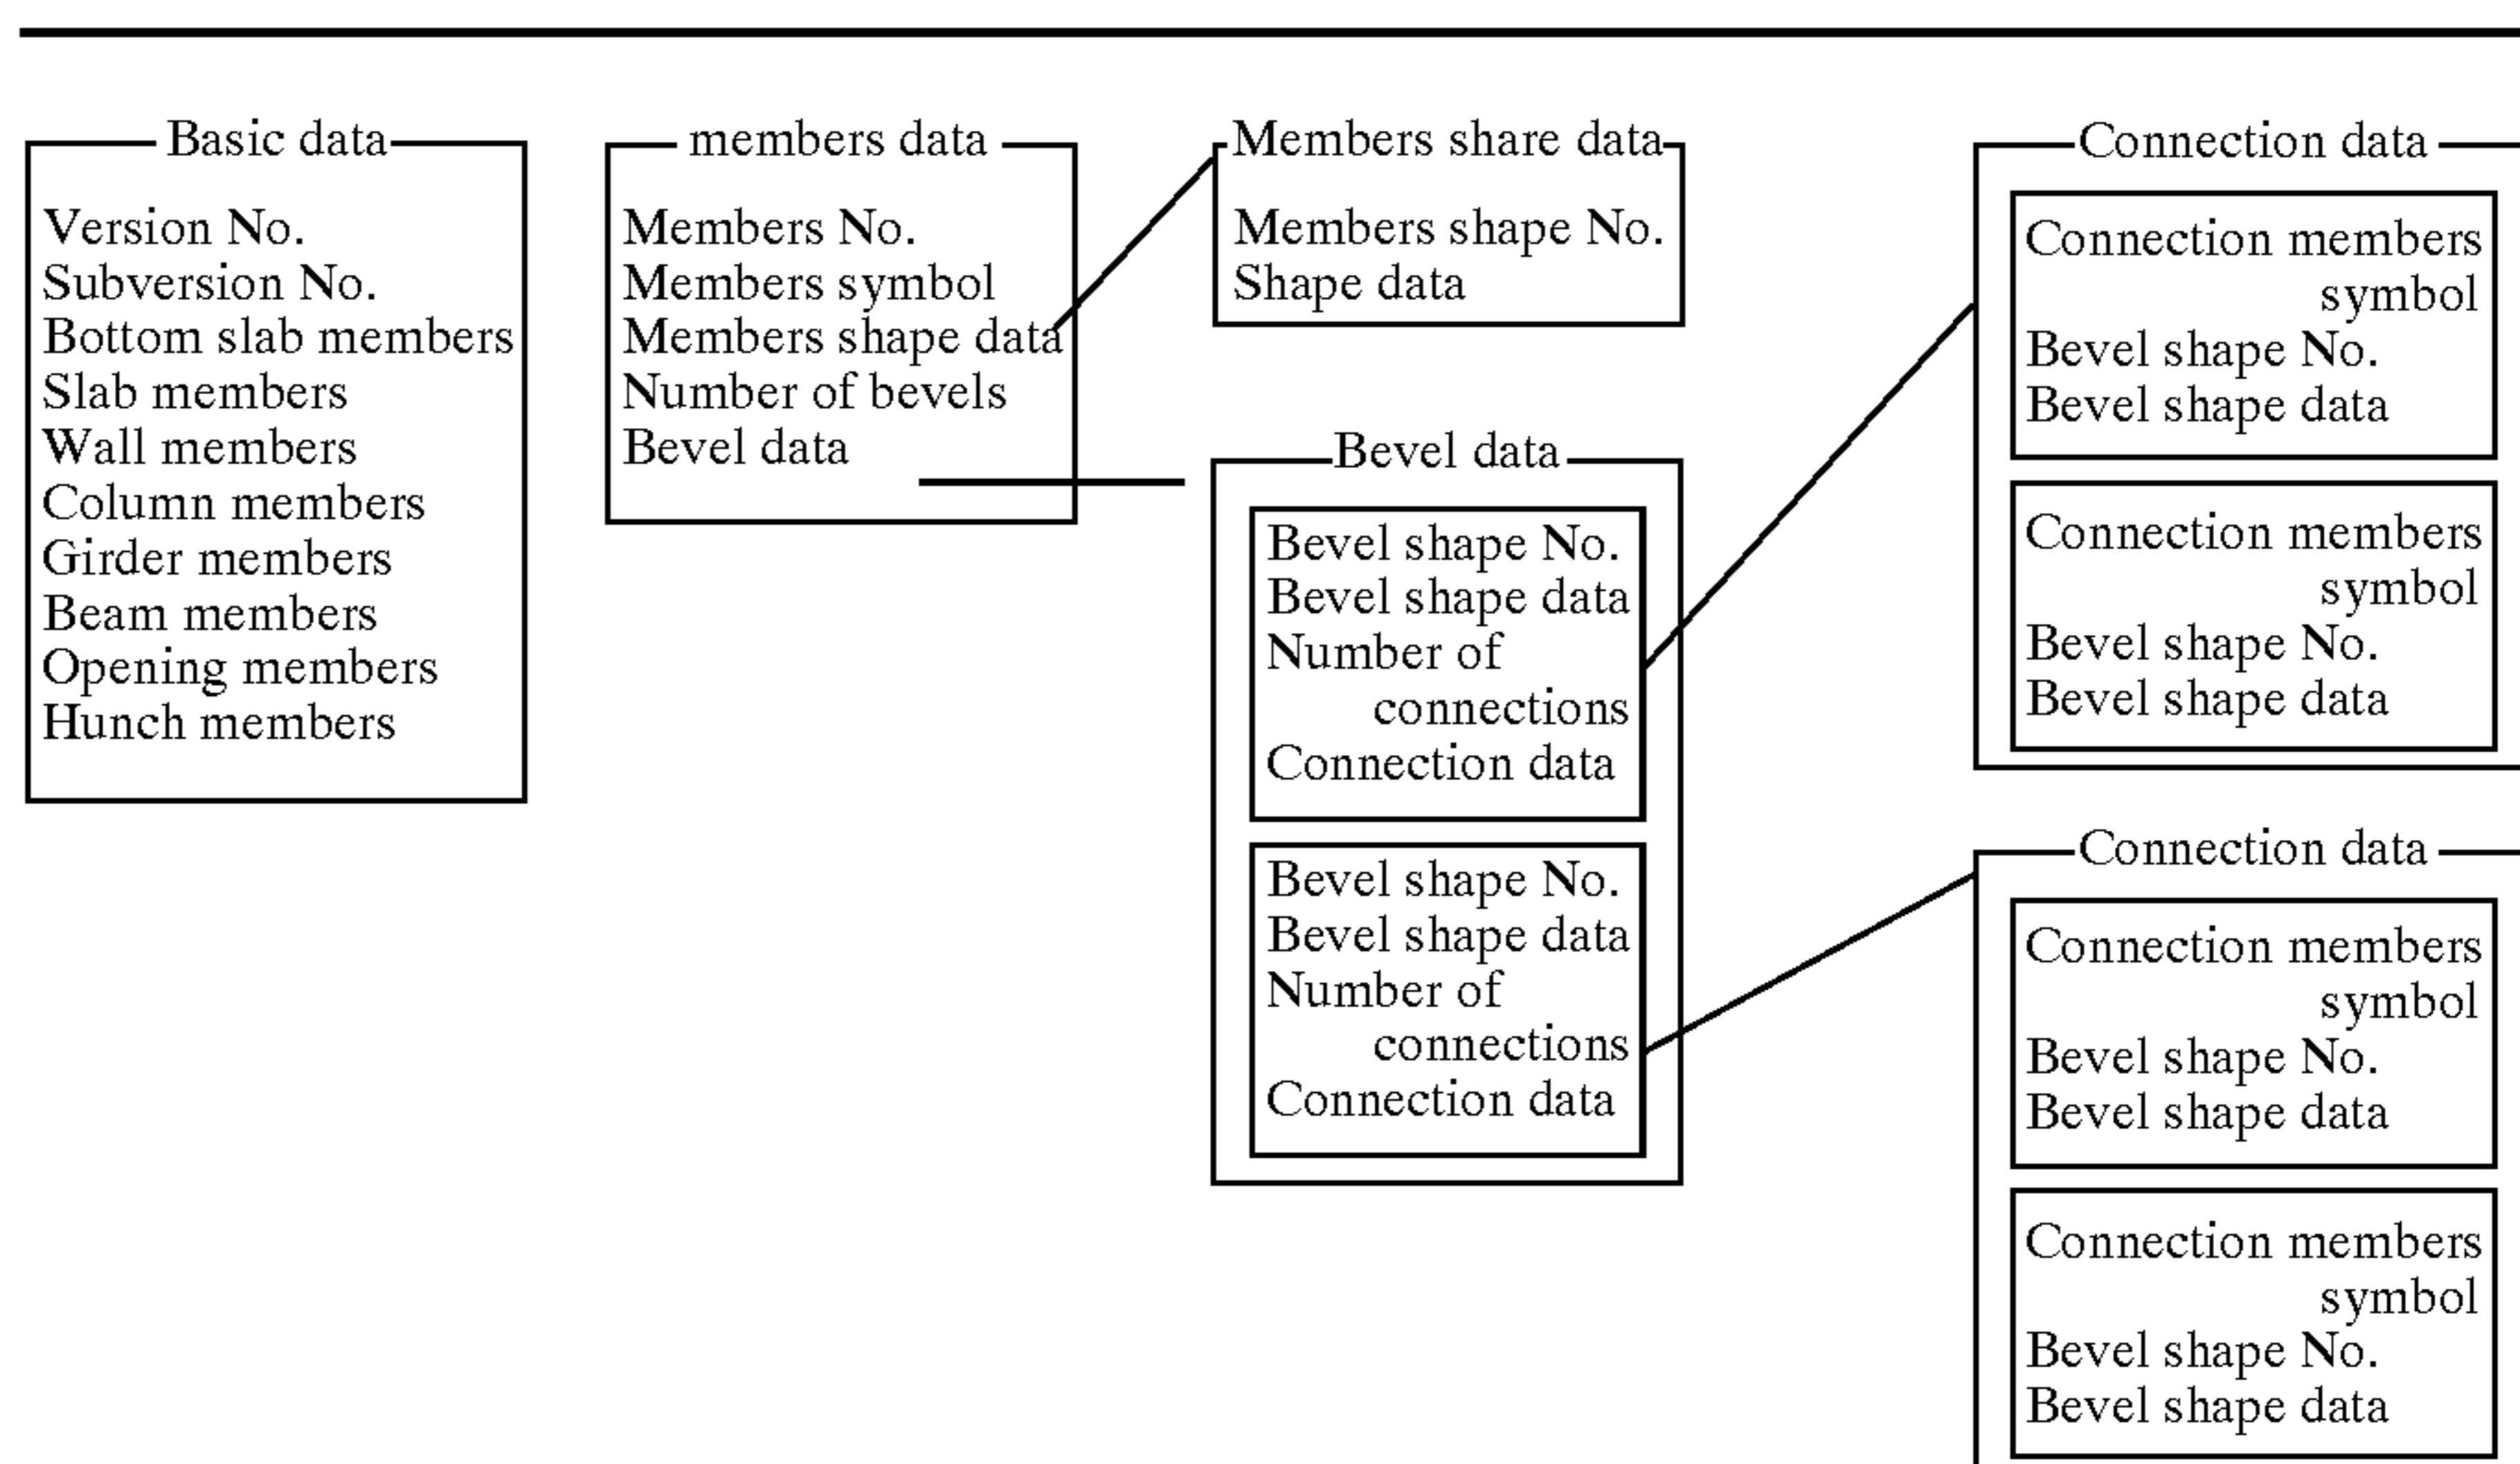 Basic data
Version No.
Subversion No.
Bottom slab members
Slab members
Wall members
Column members
Girder members
Beam members
Opening members
Hunch members
members data
Members No.
Members symbol
Members shape data
Number of bevels
Bevel data
Members share data
Members shape No.
Shape data
Bevel data
Bevel shape No.
Bevel shape data
Number of
connections
Connection data
Bevel shape No.
Bevel shape data
Number of
connections
Connection data
Connection data
Connection members
symbol
Bevel shape No.
Bevel shape data
Connection members
symbol
Bevel shape No.
Bevel shape data
Connection data
Connection members
symbol
Bevel shape No.
Bevel shape data
Connection members
symbol
Bevel shape No.
Bevel shape data